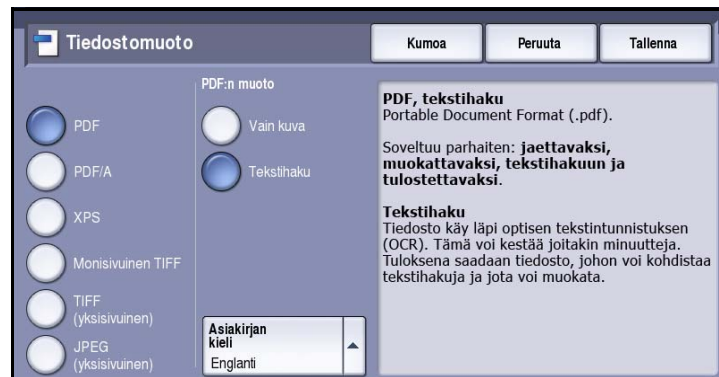 Tiedostomuoto
Kumoa
Peruuta
Tallenna
PDF
PDF/A
XPS
Monisivuinen TIFF
TIFF
(yksisivuinen)
JPEG
(yksisivuinen)
PDF:n muoto
Vain kuva
Tekstihaku
Asiakirjan
kieli
Englanti
PDF, tekstihaku
Portable Document Format (.pdf).
Soveltuu parhaiten: jaettavaksi,
muokattavaksi, tekstihakuun ja
tulostettavaksi.
Tekstihaku
Tiedosto käy läpi optisen tekstintunnistuksen
(OCR). Tämä voi kestää joitakin minuutteja.
Tuloksena saadaan tiedosto, johon voi kohdistaa
tekstihakuja ja jota voi muokata.